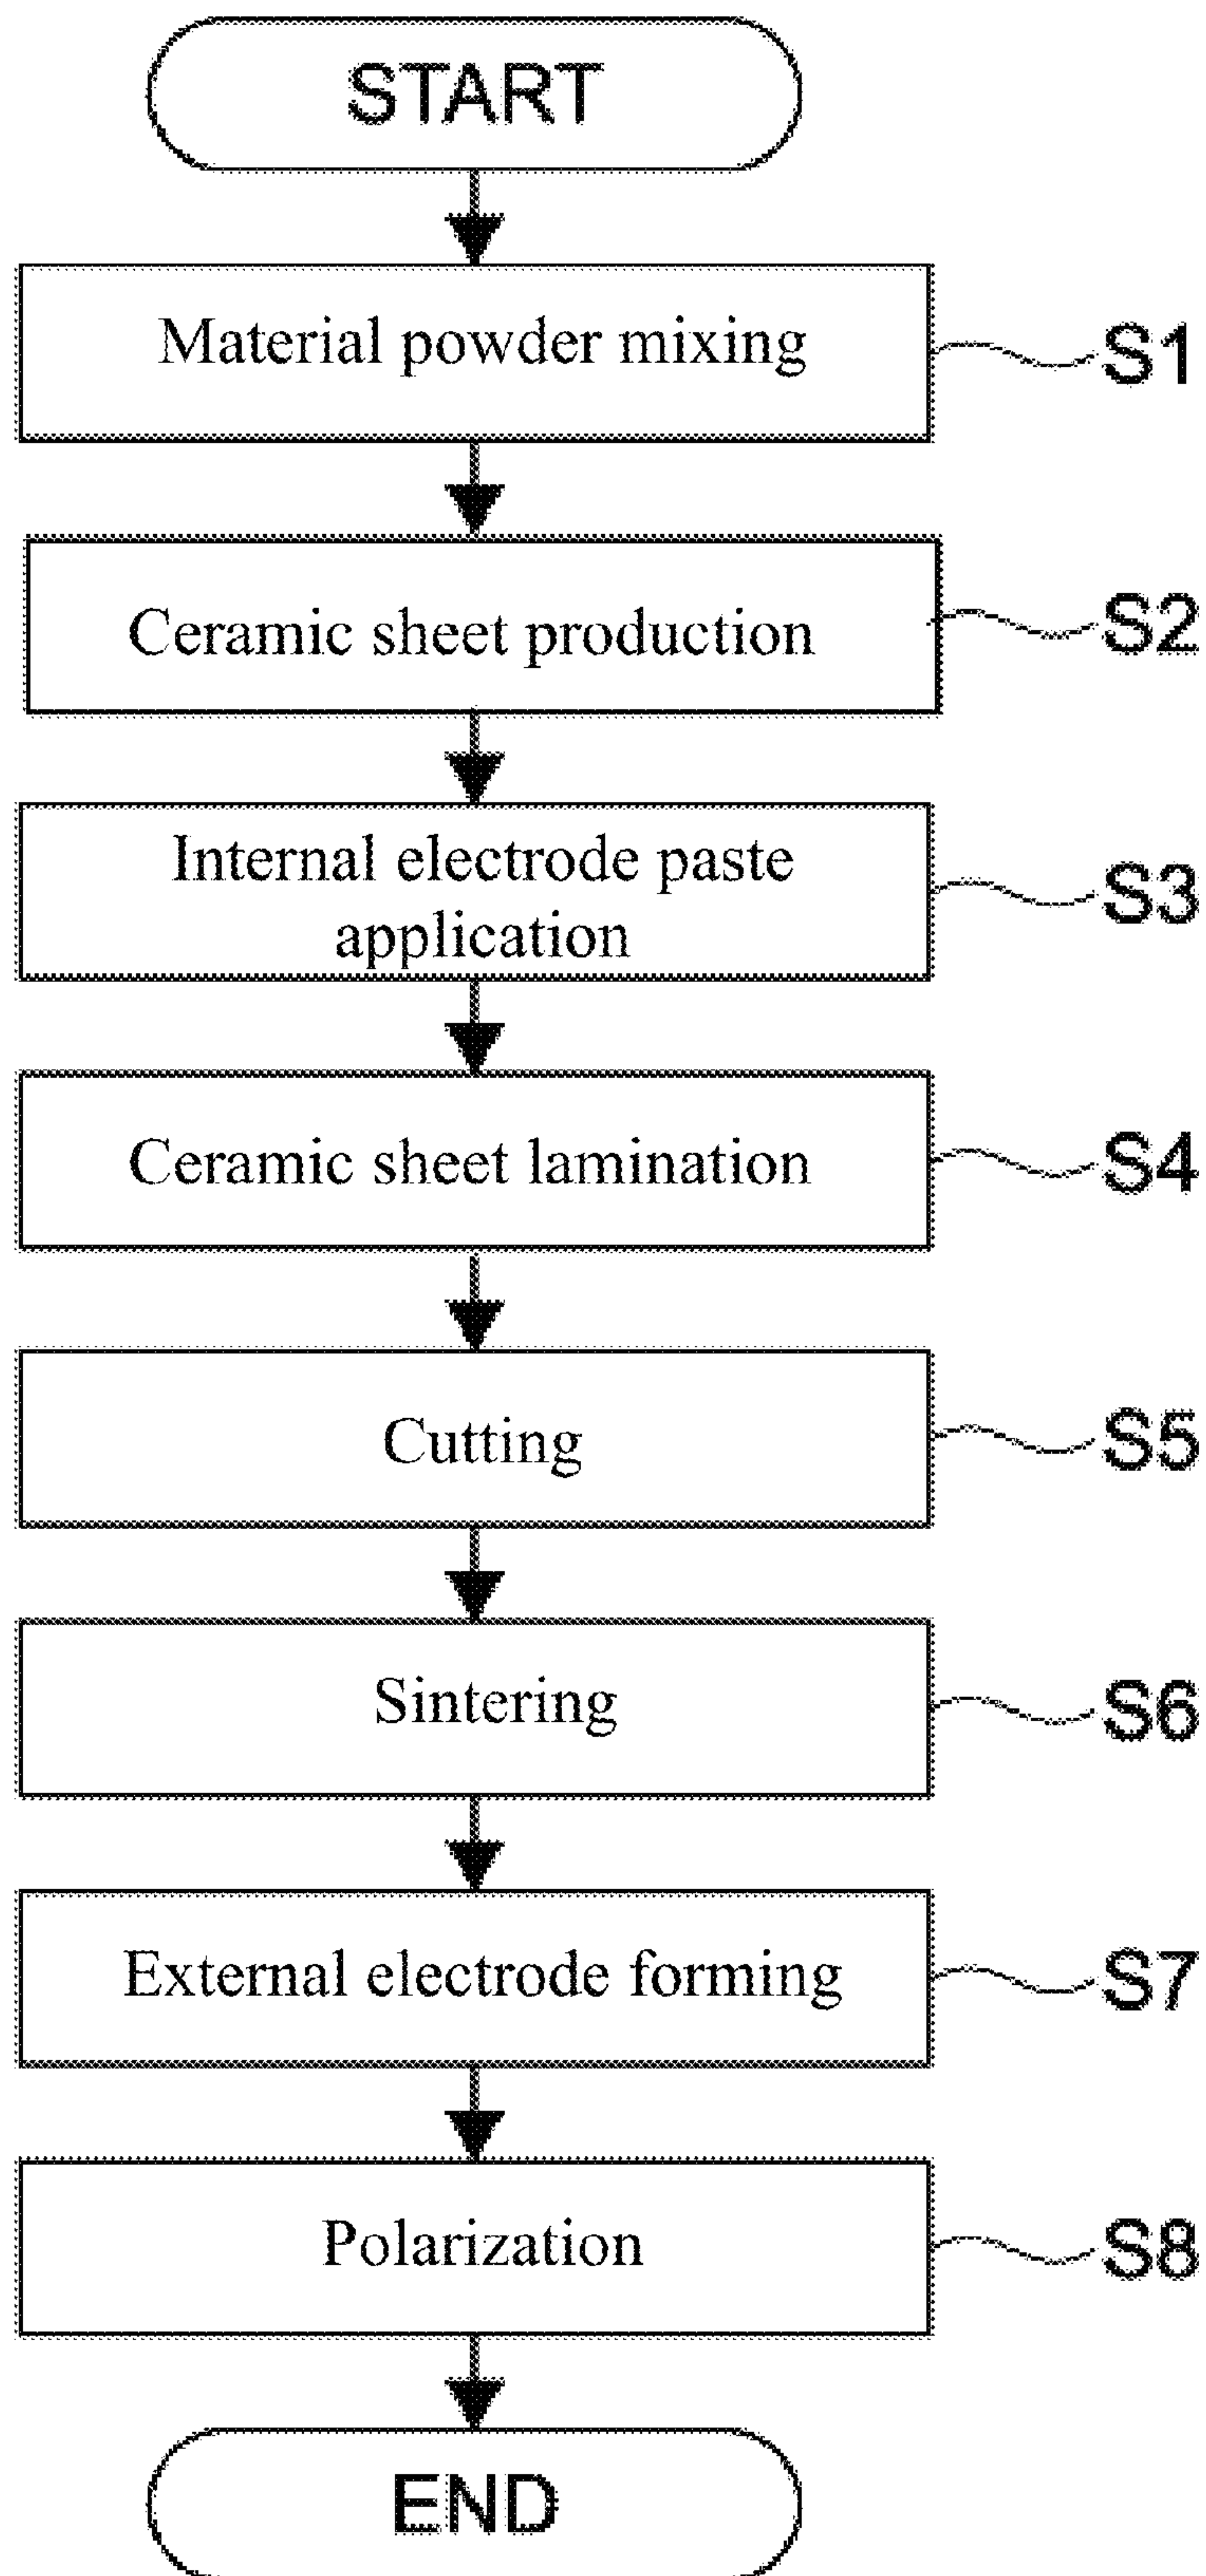 START
Material powder mixing
S1
Ceramic sheet production
S2
Internal electrode paste
application
S3
Ceramic sheet lamination
S4
Cutting
S5
Sintering
S6
External electrode forming
S7
Polarization
S8
END